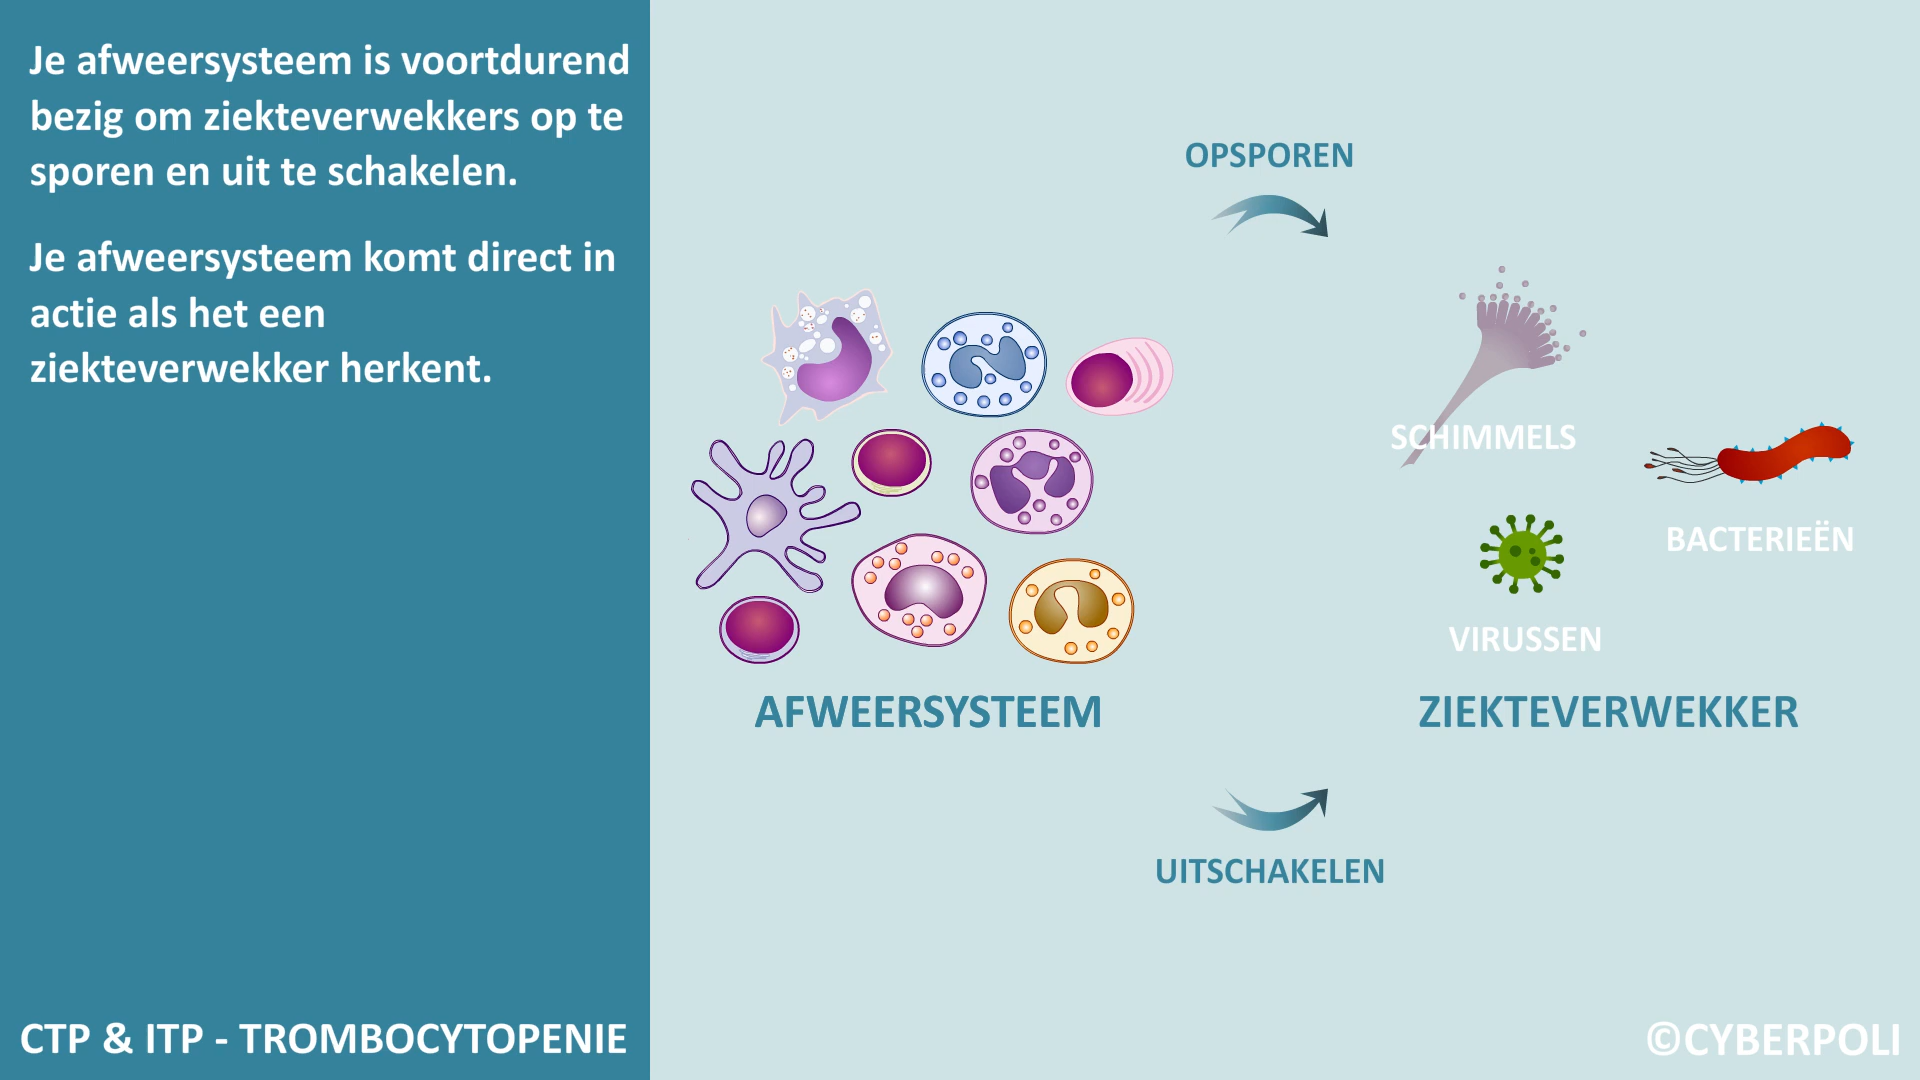 Je afweersysteem is voortdurend
bezig om ziekteverwekkers op te
sporen en uit te schakelen.
Je afweersysteem komt direct in
actie als het een
ziekteverwekker herkent.
CTP & ITP - TROMBOCYTOPENIE
OPSPOREN
SCHIMMELS
BACTERIEËN
VIRUSSEN
AFWEERSYSTEEM
ZIEKTEVERWEKKER
UITSCHAKELEN
©CYBERPOLI